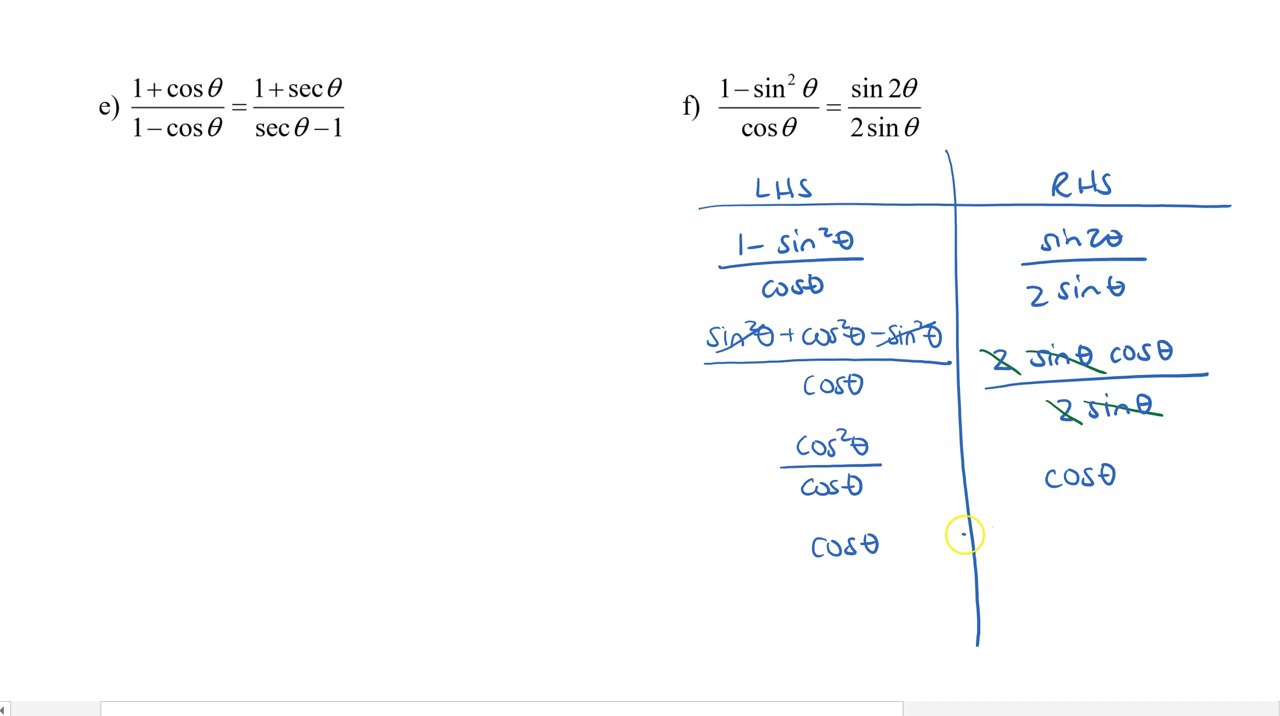 e) (1 + cos θ)/(1 − cos θ) = (1 + sec θ)/(sec θ − 1)
f) (1 − sin² θ)/(cos θ) = (sin 2θ)/(2 sin θ)
LHS
1 − sin²θ
cosθ
sin²θ + cos²θ − sin²θ
cosθ
cos²θ
cosθ
cosθ
RHS
sin2θ
2 sinθ
2 sinθ cosθ
2 sinθ
cosθ